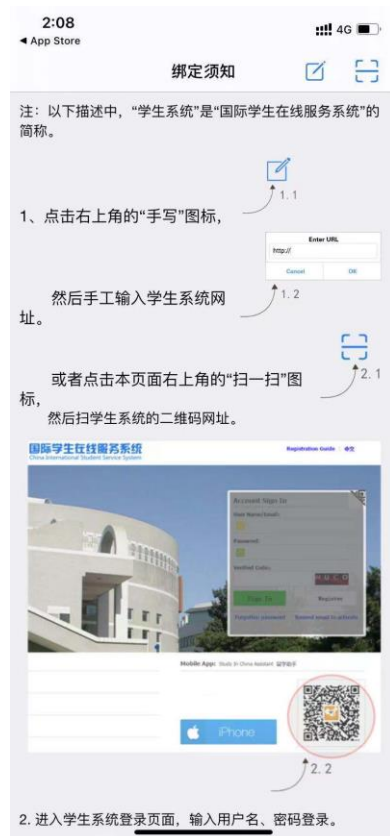 2:08
4G
◀ App Store
绑定须知
注：以下描述中，“学生系统”是“国际学生在线服务系统”的
简称。
1.1
1、点击右上角的“手写”图标，
Enter URL
http://
Cancel
OK
1.2
然后手工输入学生系统网
址。
2.1
或者点击本页面右上角的“扫一扫”图
标，
然后扫学生系统的二维码网址。
国际学生在线服务系统
China International Student Service System
Registration Guide
Account Sign In
User Name/Email:
Password:
Verified Code:
Sign In
Register
Mobile App:
iPhone
2.2
2. 进入学生系统登录页面，输入用户名、密码登录。